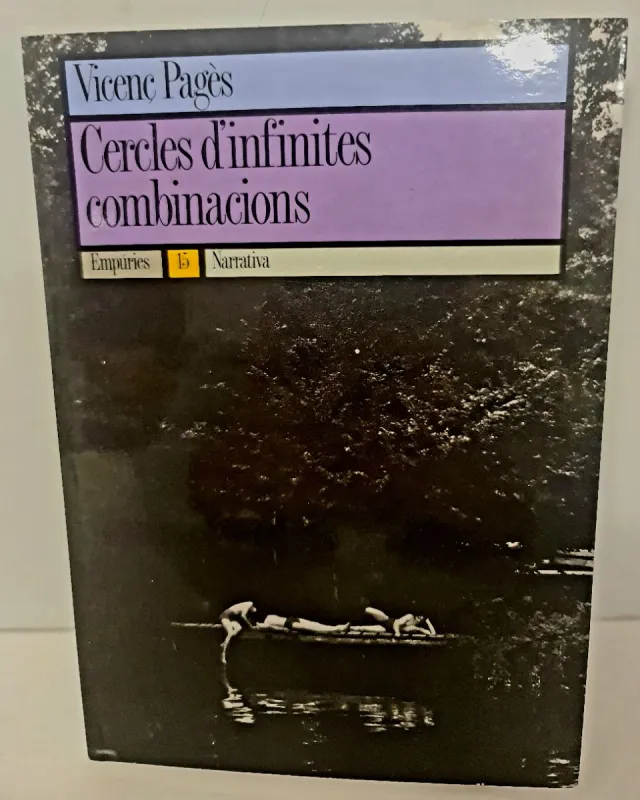 Vicenç Pagès
Cercles d'infinites
combinacions
Empúries 15 Narrativa